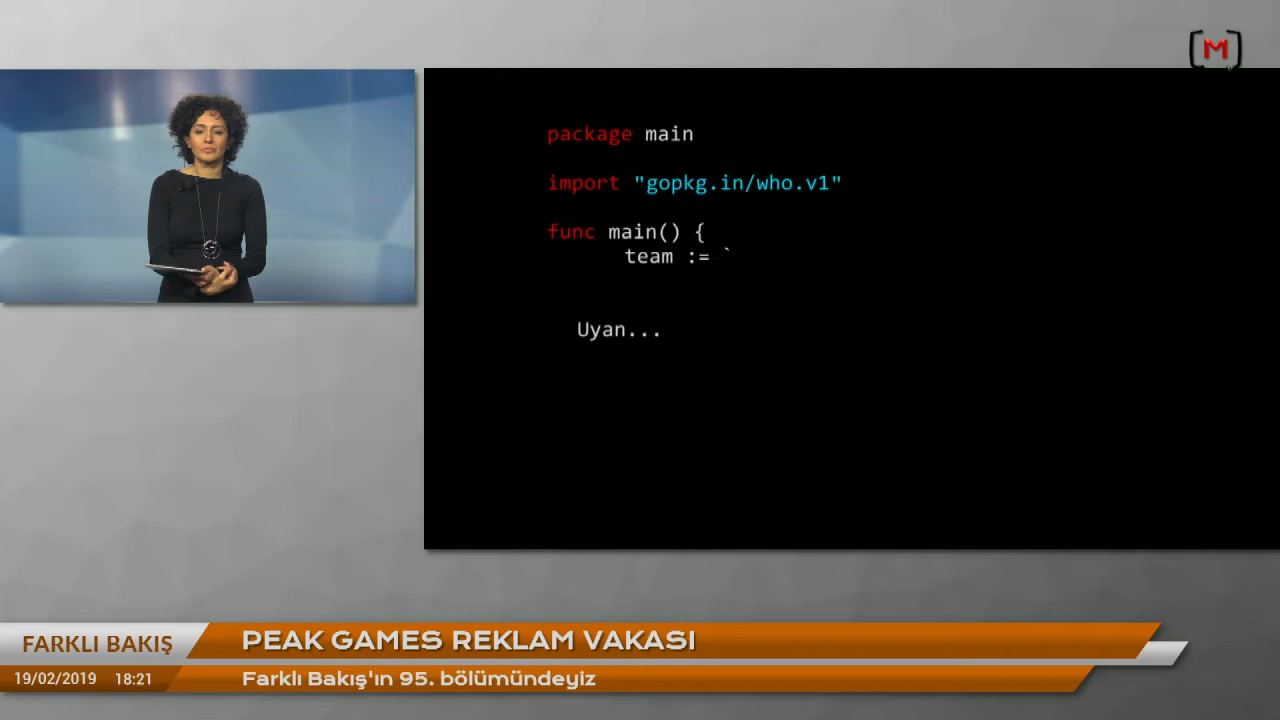 [M]
package main
import "gopkg.in/who.v1"
func main() {
team := `
Uyan...
FARKLI BAKIŞ
PEAK GAMES REKLAM VAKASI
19/02/2019 18:21
Farklı Bakış'ın 95. bölümündeyiz